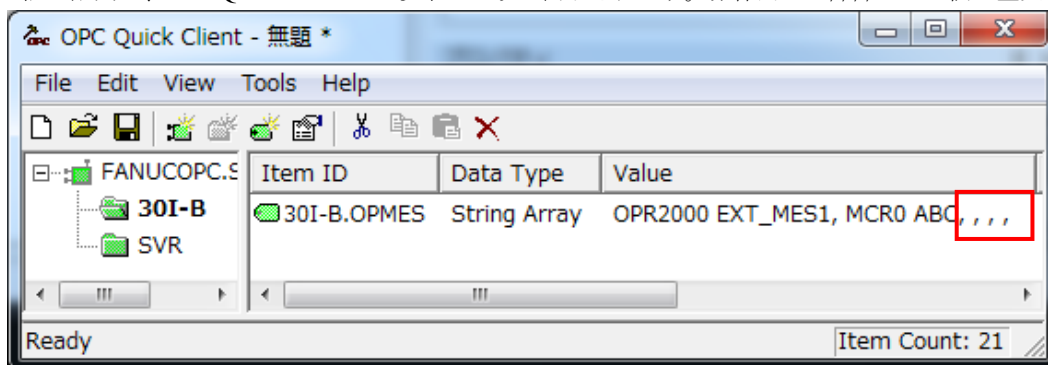 OPC Quick Client - 無題 *
File Edit View Tools Help
FANUCOPC.S Item ID Data Type Value
30I-B 30I-B.OPMES String Array OPR2000 EXT_MES1, MCR0 ABC, , , ,
SVR
Ready Item Count: 21